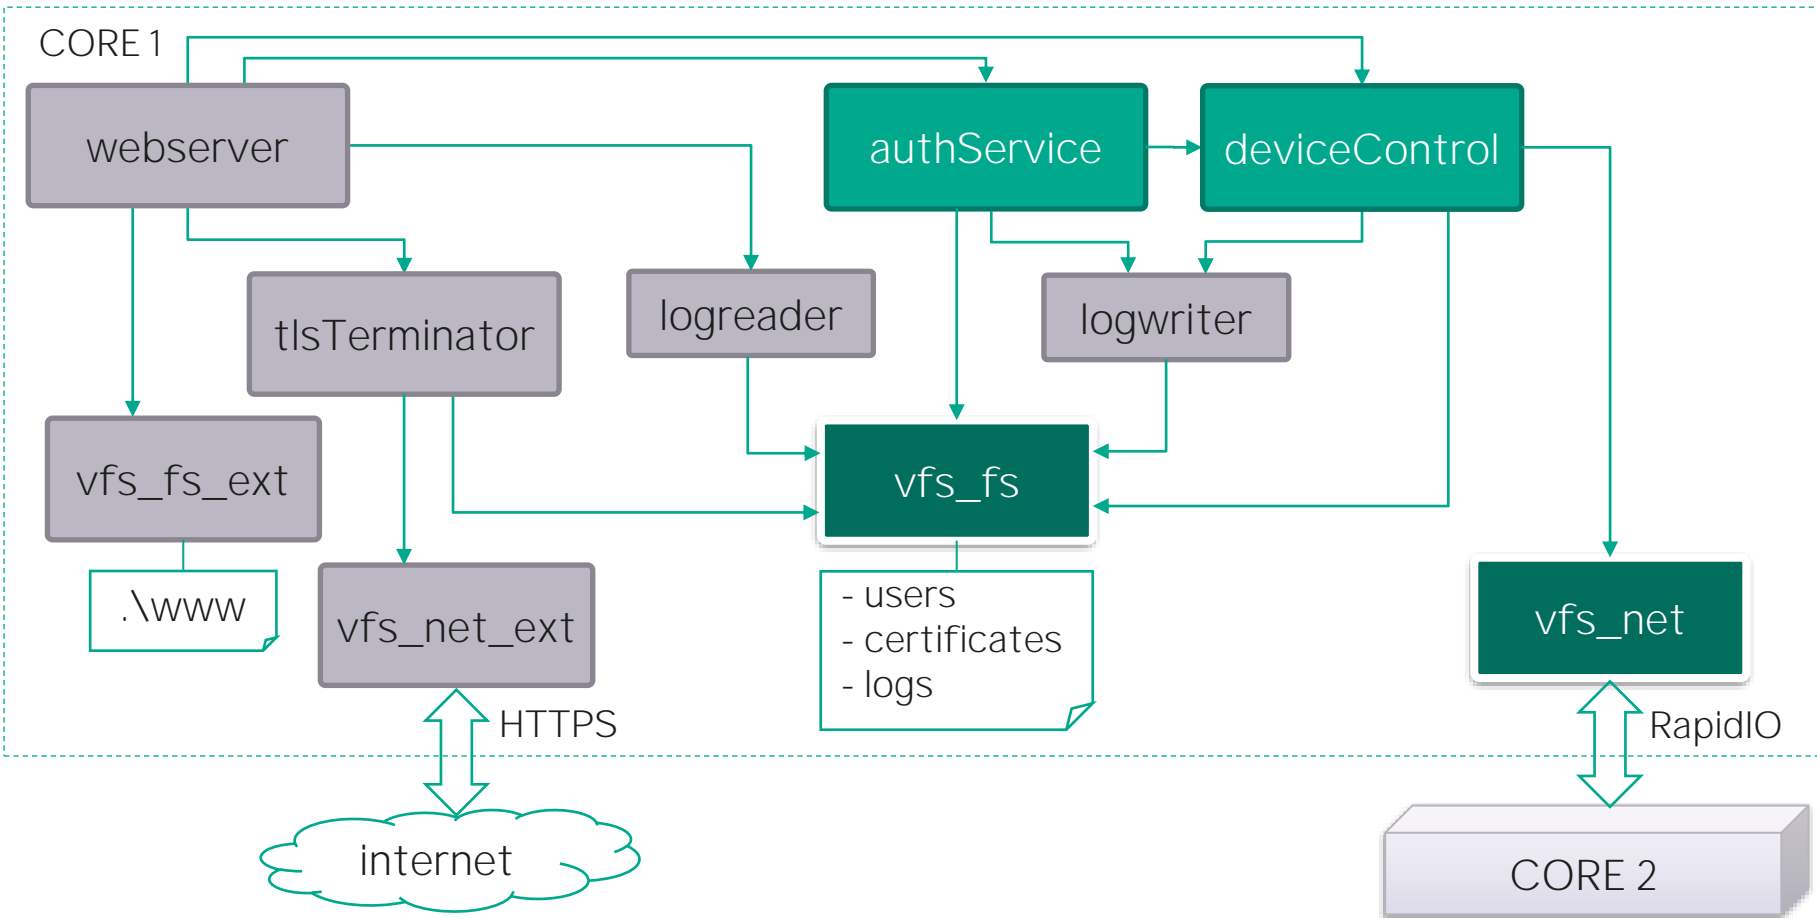 CORE 1
webserver
authService
deviceControl
tlsTerminator
logreader
logwriter
vfs_fs_ext
vfs_fs
.\www
vfs_net_ext
- users
- certificates
- logs
vfs_net
HTTPS
RapidIO
internet
CORE 2